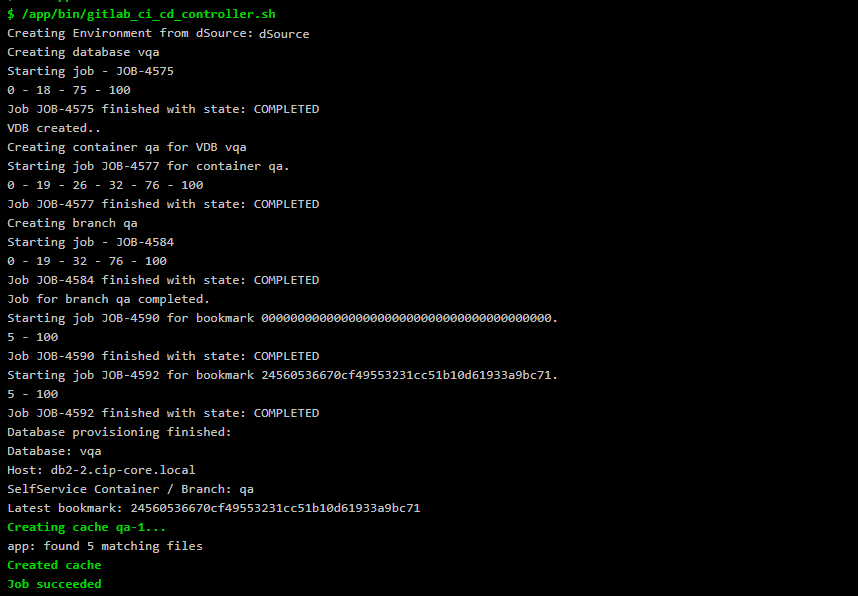 $ /app/bin/gitlab_ci_cd_controller.sh
Creating Environment from dSource: dSource
Creating database vqa
Starting job - JOB-4575
0 - 18 - 75 - 100
Job JOB-4575 finished with state: COMPLETED
VDB created..
Creating container qa for VDB vqa
Starting job JOB-4577 for container qa.
0 - 19 - 26 - 32 - 76 - 100
Job JOB-4577 finished with state: COMPLETED
Creating branch qa
Starting job - JOB-4584
0 - 19 - 32 - 76 - 100
Job JOB-4584 finished with state: COMPLETED
Job for branch qa completed.
Starting job JOB-4590 for bookmark 0000000000000000000000000000000000000000.
5 - 100
Job JOB-4590 finished with state: COMPLETED
Starting job JOB-4592 for bookmark 24560536670cf49553231cc51b10d61933a9bc71.
5 - 100
Job JOB-4592 finished with state: COMPLETED
Database provisioning finished:
Database: vqa
Host: db2-2.cip-core.local
SelfService Container / Branch: qa
Latest bookmark: 24560536670cf49553231cc51b10d61933a9bc71
Creating cache qa-1...
app: found 5 matching files
Created cache
Job succeeded